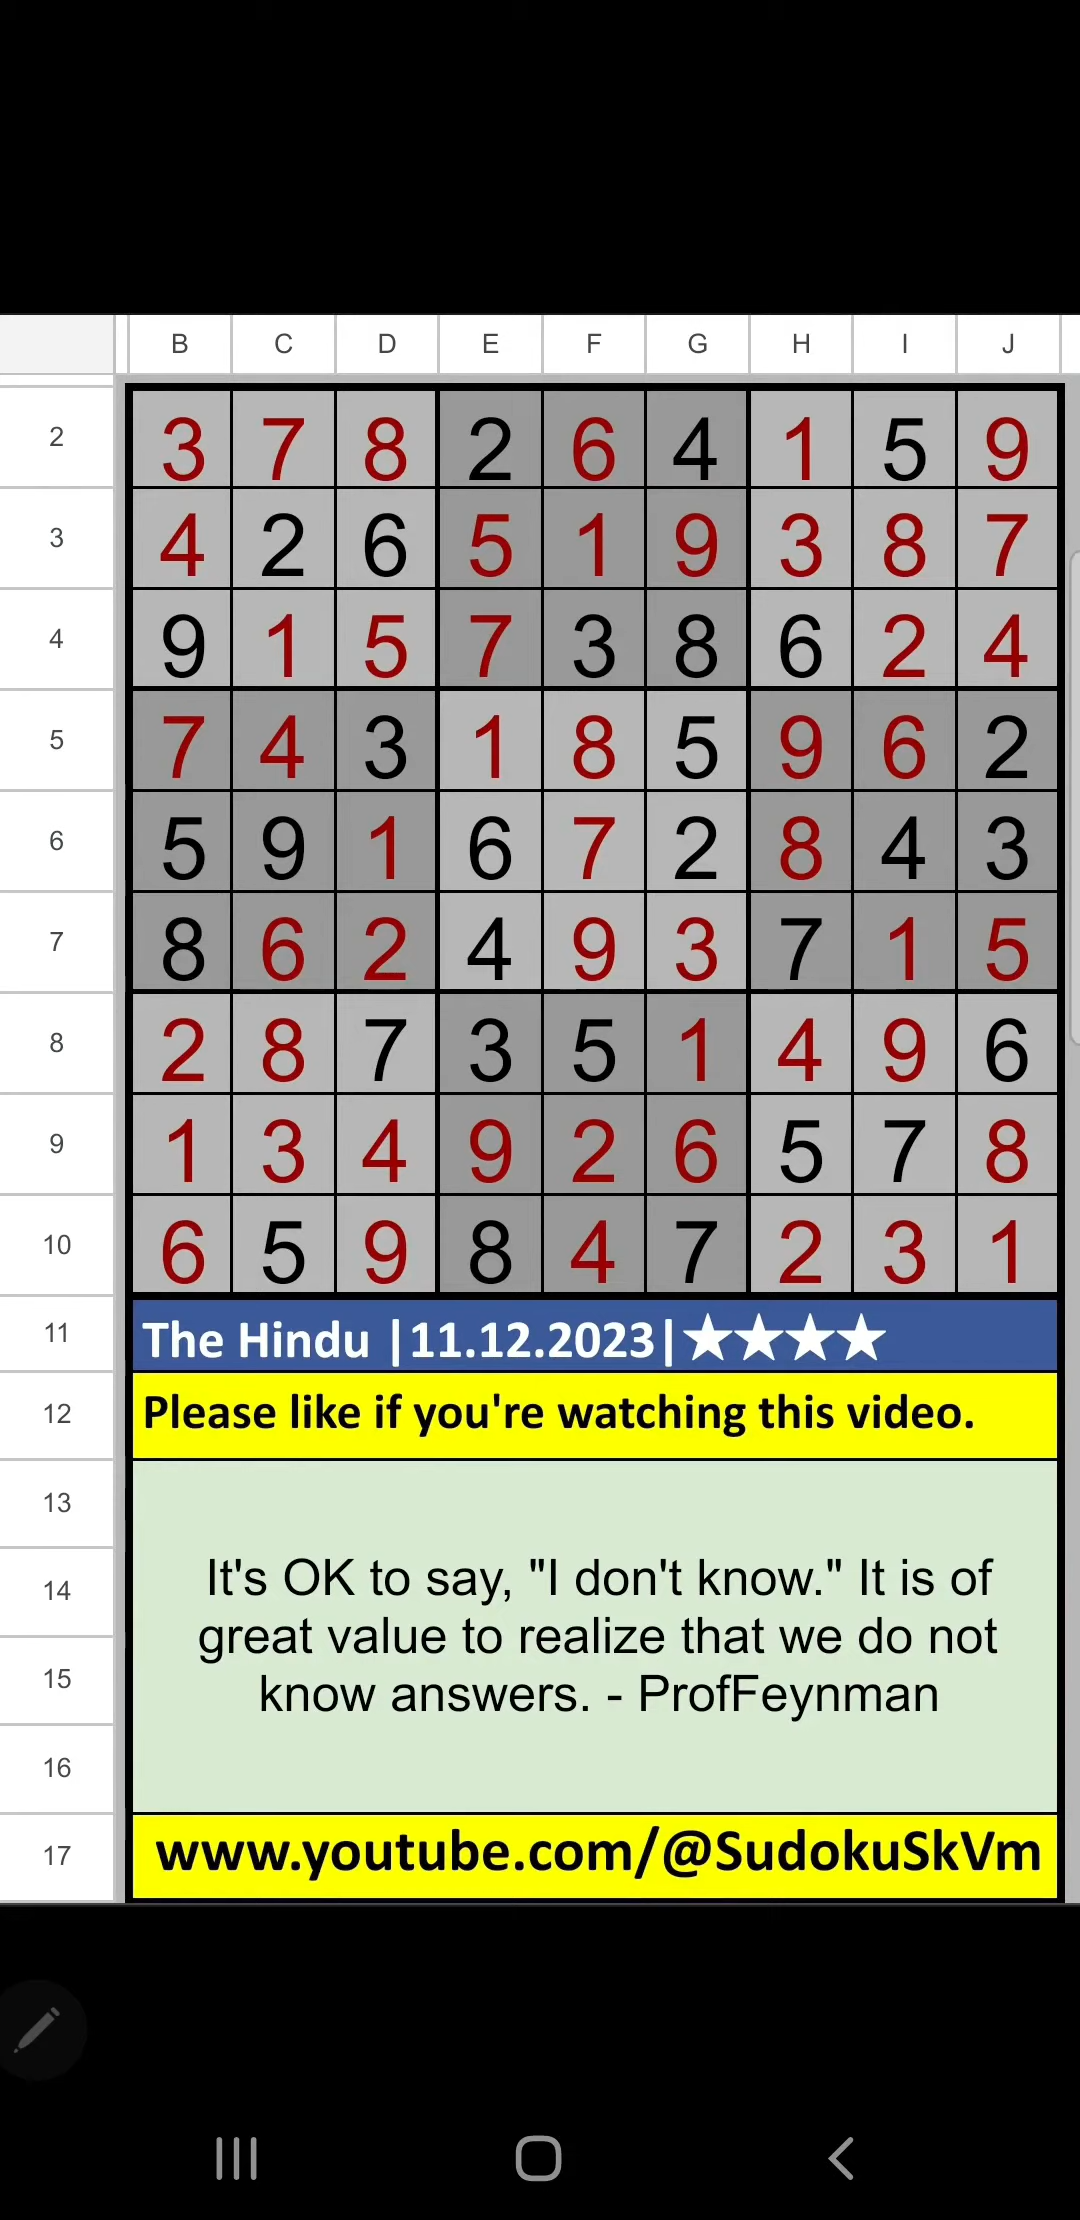 B C D E F G H I J
2 3 7 8 2 6 4 1 5 9
3 4 2 6 5 1 9 3 8 7
4 9 1 5 7 3 8 6 2 4
5 7 4 3 1 8 5 9 6 2
6 5 9 1 6 7 2 8 4 3
7 8 6 2 4 9 3 7 1 5
8 2 8 7 3 5 1 4 9 6
9 1 3 4 9 2 6 5 7 8
10 6 5 9 8 4 7 2 3 1
11 The Hindu |11.12.2023|★★★★
12 Please like if you're watching this video.
13
It's OK to say, "I don't know." It is of
14
great value to realize that we do not
15
know answers. - ProfFeynman
16
17 www.youtube.com/@SudokuSkVm